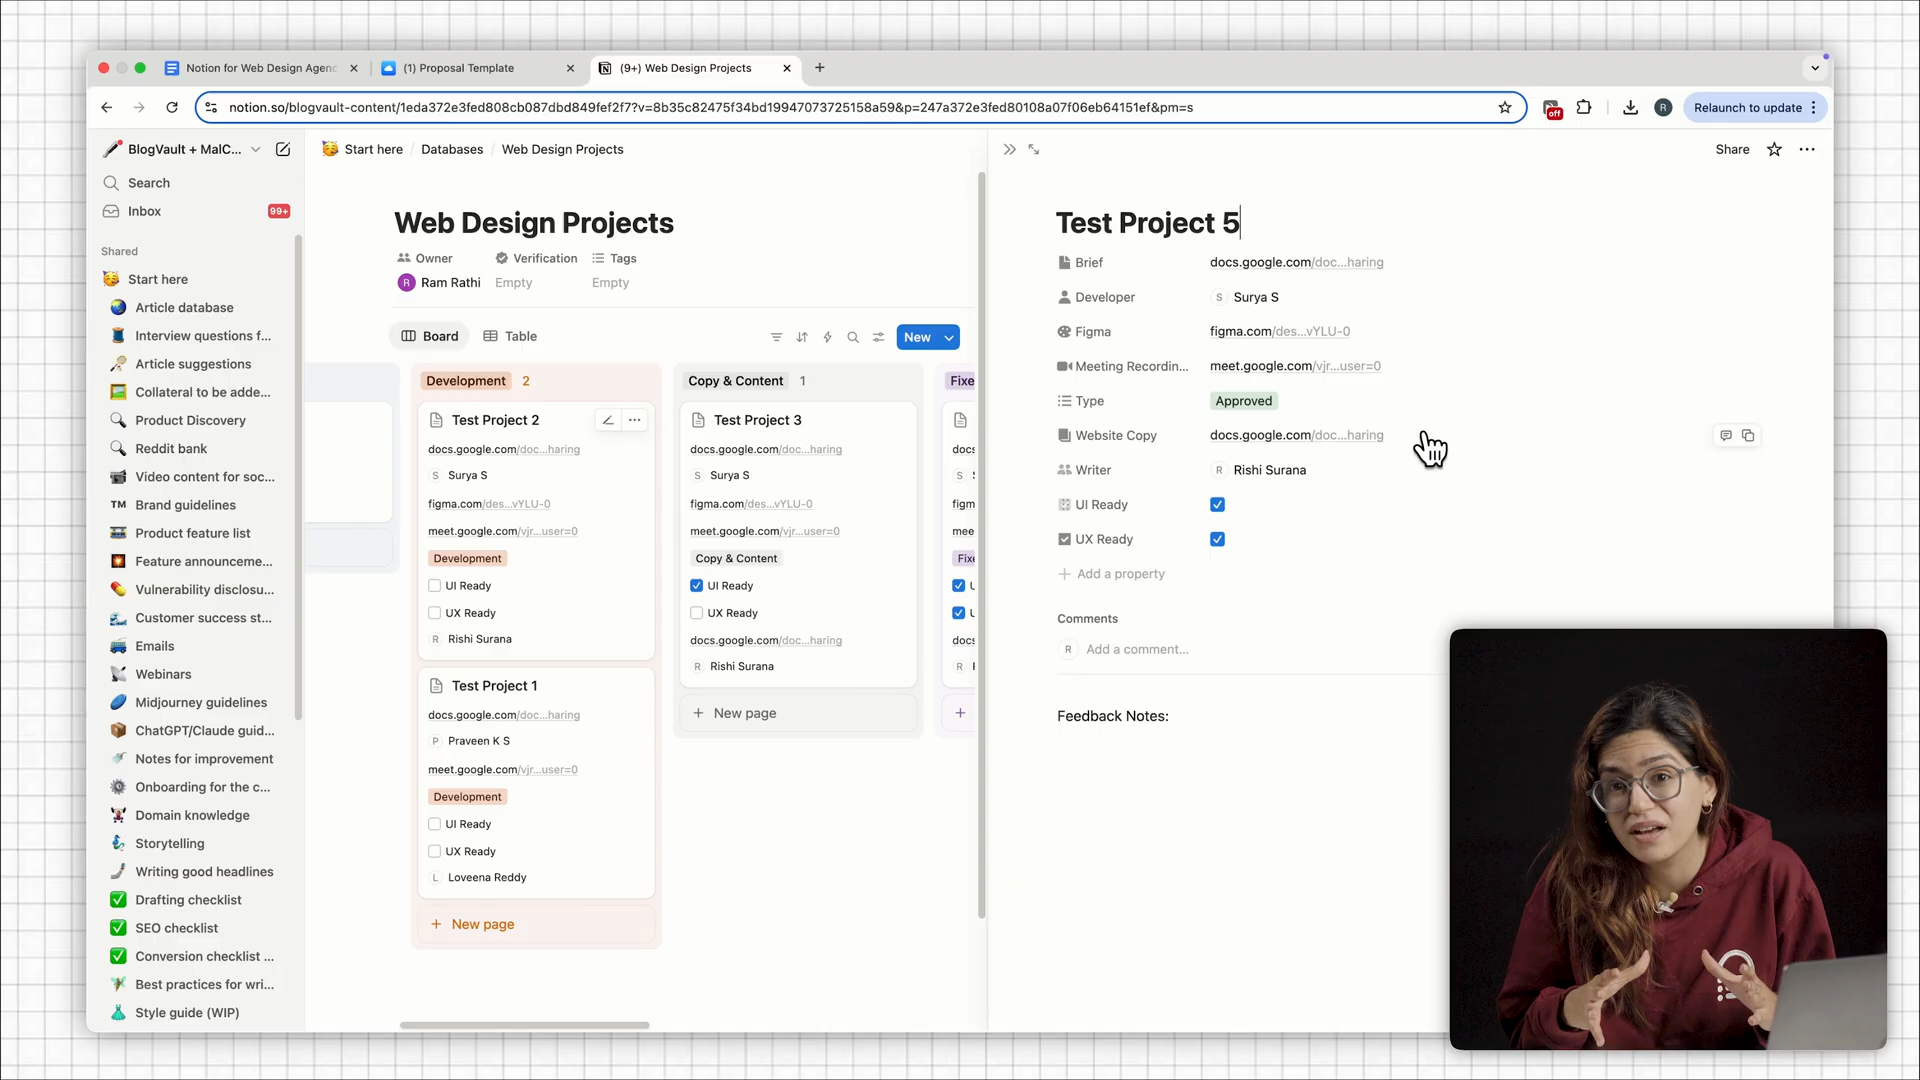 Notion for Web Design Agenc
(1) Proposal Template
(9+) Web Design Projects
notion.so/blogvault-content/1eda372e3fed808cb087dbd849fef2f7?v=8b35c82475f34bd19947073725158a59&p=247a372e3fed80108a07f06eb64151ef&pm=s
off
R
Relaunch to update
BlogVault + MalC...
Search
Inbox
99+
Shared
Start here
Article database
Interview questions f...
Article suggestions
Collateral to be adde...
Product Discovery
Reddit bank
Video content for soc...
TM Brand guidelines
Product feature list
Feature announceme...
Vulnerability disclosu...
Customer success st...
Emails
Webinars
Midjourney guidelines
ChatGPT/Claude guid...
Notes for improvement
Onboarding for the c...
Domain knowledge
Storytelling
Writing good headlines
Drafting checklist
SEO checklist
Conversion checklist ...
Best practices for wri...
Style guide (WIP)
Start here / Databases / Web Design Projects
Web Design Projects
Owner Verification Tags
R Ram Rathi Empty Empty
Board Table
New
Development 2
Test Project 2
docs.google.com/doc...haring
S Surya S
figma.com/des...vYLU-0
meet.google.com/vjr...user=0
Development
UI Ready
UX Ready
R Rishi Surana
Test Project 1
docs.google.com/doc...haring
P Praveen K S
meet.google.com/vjr...user=0
Development
UI Ready
UX Ready
L Loveena Reddy
+ New page
Copy & Content 1
Test Project 3
docs.google.com/doc...haring
S Surya S
figma.com/des...vYLU-0
meet.google.com/vjr...user=0
Copy & Content
UI Ready
UX Ready
docs.google.com/doc...haring
R Rishi Surana
+ New page
Fixe
docs
S
figm
mee
Fixe
docs
R
+
Share
Test Project 5
Brief docs.google.com/doc...haring
Developer S Surya S
Figma figma.com/des...vYLU-0
Meeting Recordin... meet.google.com/vjr...user=0
Type Approved
Website Copy docs.google.com/doc...haring
Writer R Rishi Surana
UI Ready
UX Ready
+ Add a property
Comments
R Add a comment...
Feedback Notes: